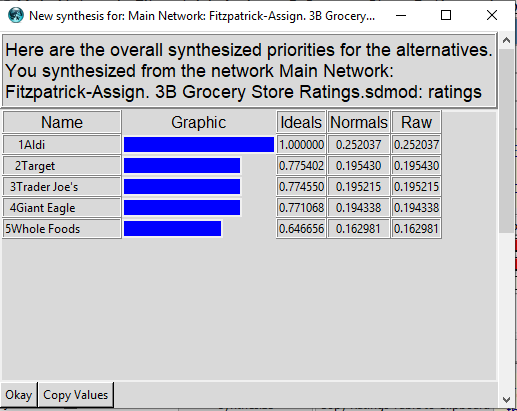 New synthesis for: Main Network: Fitzpatrick-Assign. 3B Grocery...
Here are the overall synthesized priorities for the alternatives.
You synthesized from the network Main Network:
Fitzpatrick-Assign. 3B Grocery Store Ratings.sdmod: ratings
Name Graphic Ideals Normals Raw
1Aldi 1.000000 0.252037 0.252037
2Target 0.775402 0.195430 0.195430
3Trader Joe's 0.774550 0.195215 0.195215
4Giant Eagle 0.771068 0.194338 0.194338
5Whole Foods 0.646656 0.162981 0.162981
Okay Copy Values